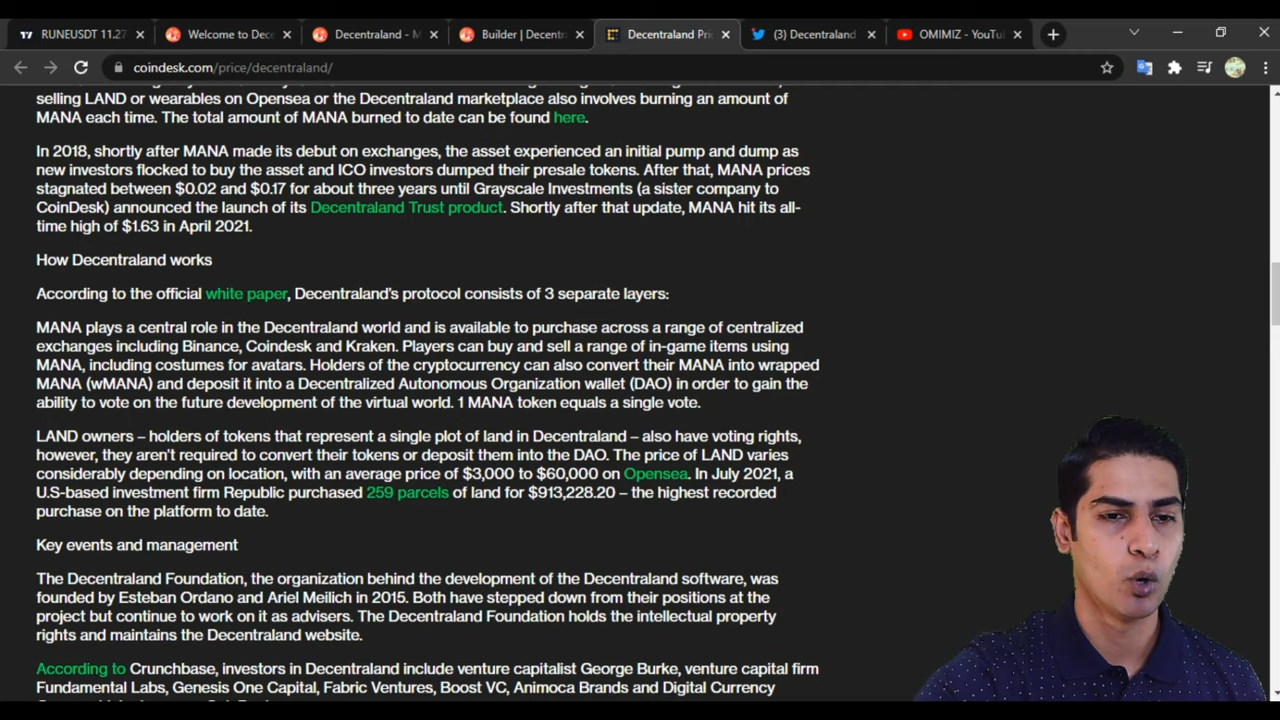 RUNEUSDT 11.27
Welcome to Dece
Decentraland - M
Builder | Decentr
Decentraland Pri
(3) Decentraland
OMIMIZ - YouTu
coindesk.com/price/decentraland/
selling LAND or wearables on Opensea or the Decentraland marketplace also involves burning an amount of
MANA each time. The total amount of MANA burned to date can be found here.
In 2018, shortly after MANA made its debut on exchanges, the asset experienced an initial pump and dump as
new investors flocked to buy the asset and ICO investors dumped their presale tokens. After that, MANA prices
stagnated between $0.02 and $0.17 for about three years until Grayscale Investments (a sister company to
CoinDesk) announced the launch of its Decentraland Trust product. Shortly after that update, MANA hit its all-
time high of $1.63 in April 2021.
How Decentraland works
According to the official white paper, Decentraland's protocol consists of 3 separate layers:
MANA plays a central role in the Decentraland world and is available to purchase across a range of centralized
exchanges including Binance, Coindesk and Kraken. Players can buy and sell a range of in-game items using
MANA, including costumes for avatars. Holders of the cryptocurrency can also convert their MANA into wrapped
MANA (wMANA) and deposit it into a Decentralized Autonomous Organization wallet (DAO) in order to gain the
ability to vote on the future development of the virtual world. 1 MANA token equals a single vote.
LAND owners – holders of tokens that represent a single plot of land in Decentraland – also have voting rights,
however, they aren't required to convert their tokens or deposit them into the DAO. The price of LAND varies
considerably depending on location, with an average price of $3,000 to $60,000 on Opensea. In July 2021, a
U.S-based investment firm Republic purchased 259 parcels of land for $913,228.20 – the highest recorded
purchase on the platform to date.
Key events and management
The Decentraland Foundation, the organization behind the development of the Decentraland software, was
founded by Esteban Ordano and Ariel Meilich in 2015. Both have stepped down from their positions at the
project but continue to work on it as advisers. The Decentraland Foundation holds the intellectual property
rights and maintains the Decentraland website.
According to Crunchbase, investors in Decentraland include venture capitalist George Burke, venture capital firm
Fundamental Labs, Genesis One Capital, Fabric Ventures, Boost VC, Animoca Brands and Digital Currency